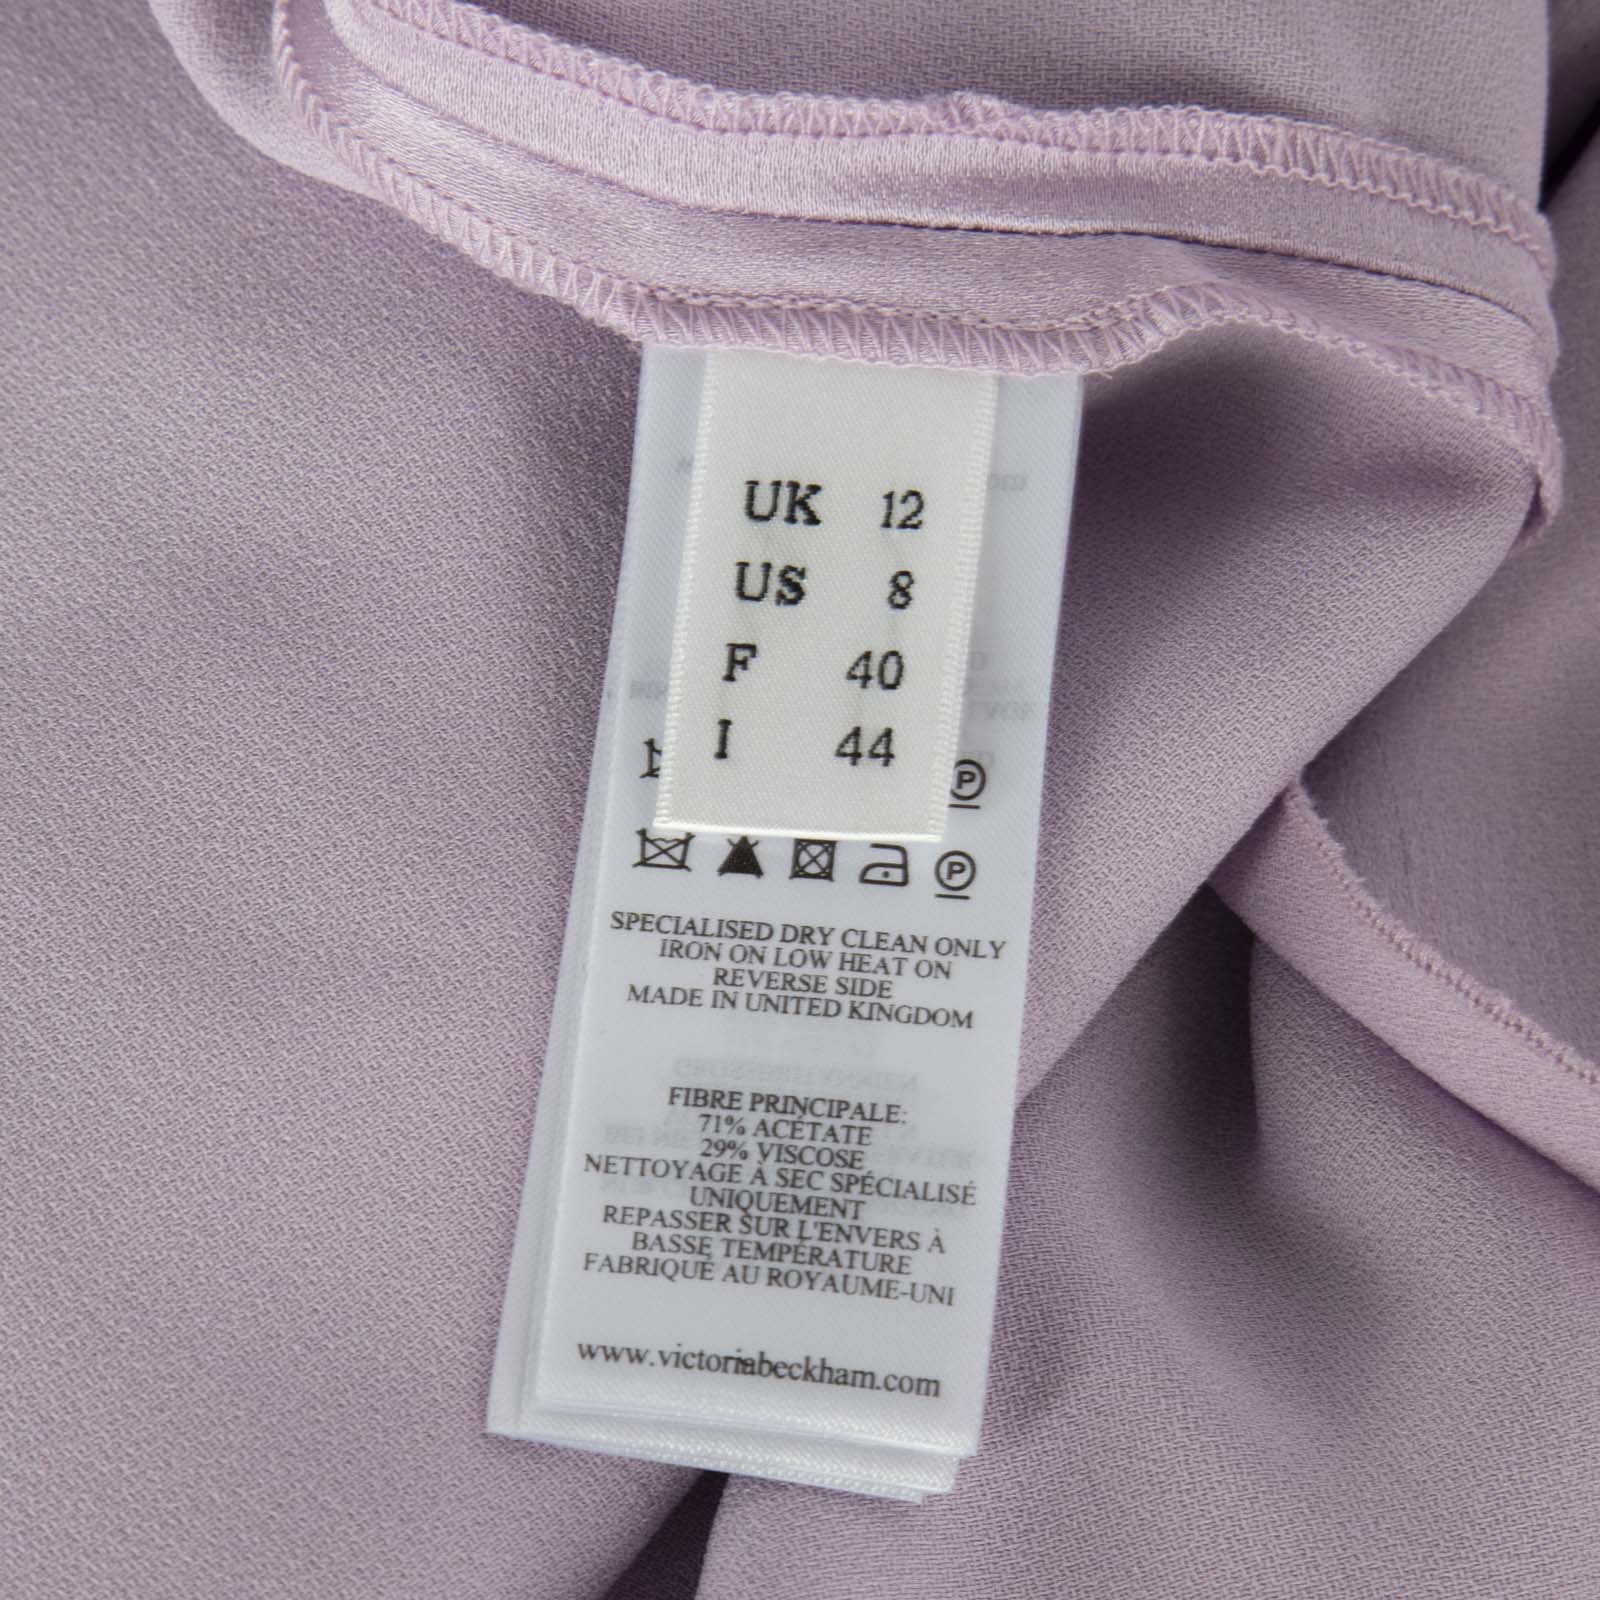 UK 12
US 8
F 40
I 44
P
P
SPECIALISED DRY CLEAN ONLY
IRON ON LOW HEAT ON
REVERSE SIDE
MADE IN UNITED KINGDOM
FIBRE PRINCIPALE:
71% ACÉTATE
29% VISCOSE
NETTOYAGE À SEC SPÉCIALISÉ
UNIQUEMENT
REPASSER SUR L'ENVERS À
BASSE TEMPÉRATURE
FABRIQUÉ AU ROYAUME-UNI
www.victoriabeckham.com